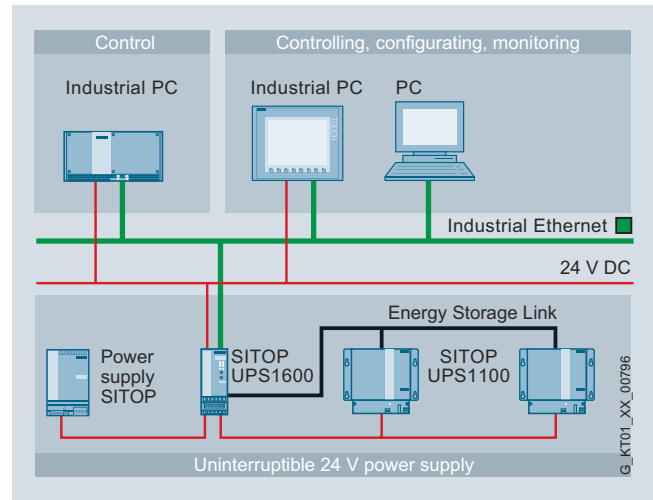 Control
Controlling, configurating, monitoring
Industrial PC
Industrial PC
PC
Industrial Ethernet
24 V DC
Energy Storage Link
Power
supply
SITOP
SITOP
UPS1600
SITOP
UPS1100
Uninterruptible 24 V power supply
G_KT01_XX_00796